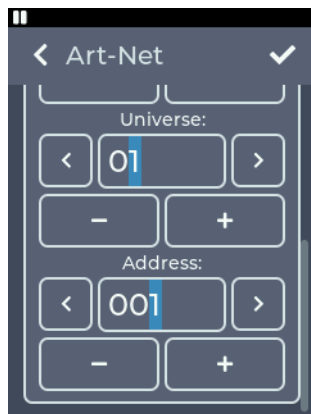 Art-Net
Universe:
< 01 >
− +
Address:
< 001 >
− +